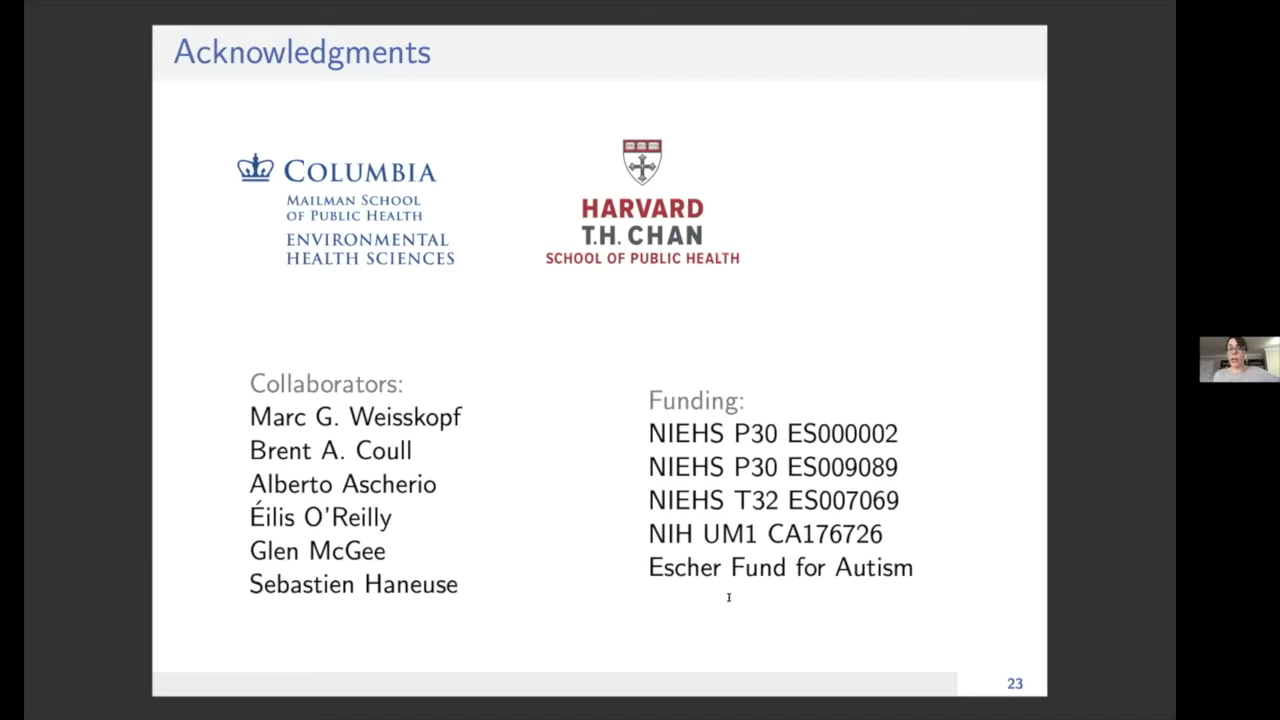 Acknowledgments
COLUMBIA
MAILMAN SCHOOL
OF PUBLIC HEALTH
ENVIRONMENTAL
HEALTH SCIENCES
HARVARD
T.H. CHAN
SCHOOL OF PUBLIC HEALTH
Collaborators:
Marc G. Weisskopf
Brent A. Coull
Alberto Ascherio
Éilis O'Reilly
Glen McGee
Sebastien Haneuse
Funding:
NIEHS P30 ES000002
NIEHS P30 ES009089
NIEHS T32 ES007069
NIH UM1 CA176726
Escher Fund for Autism
23